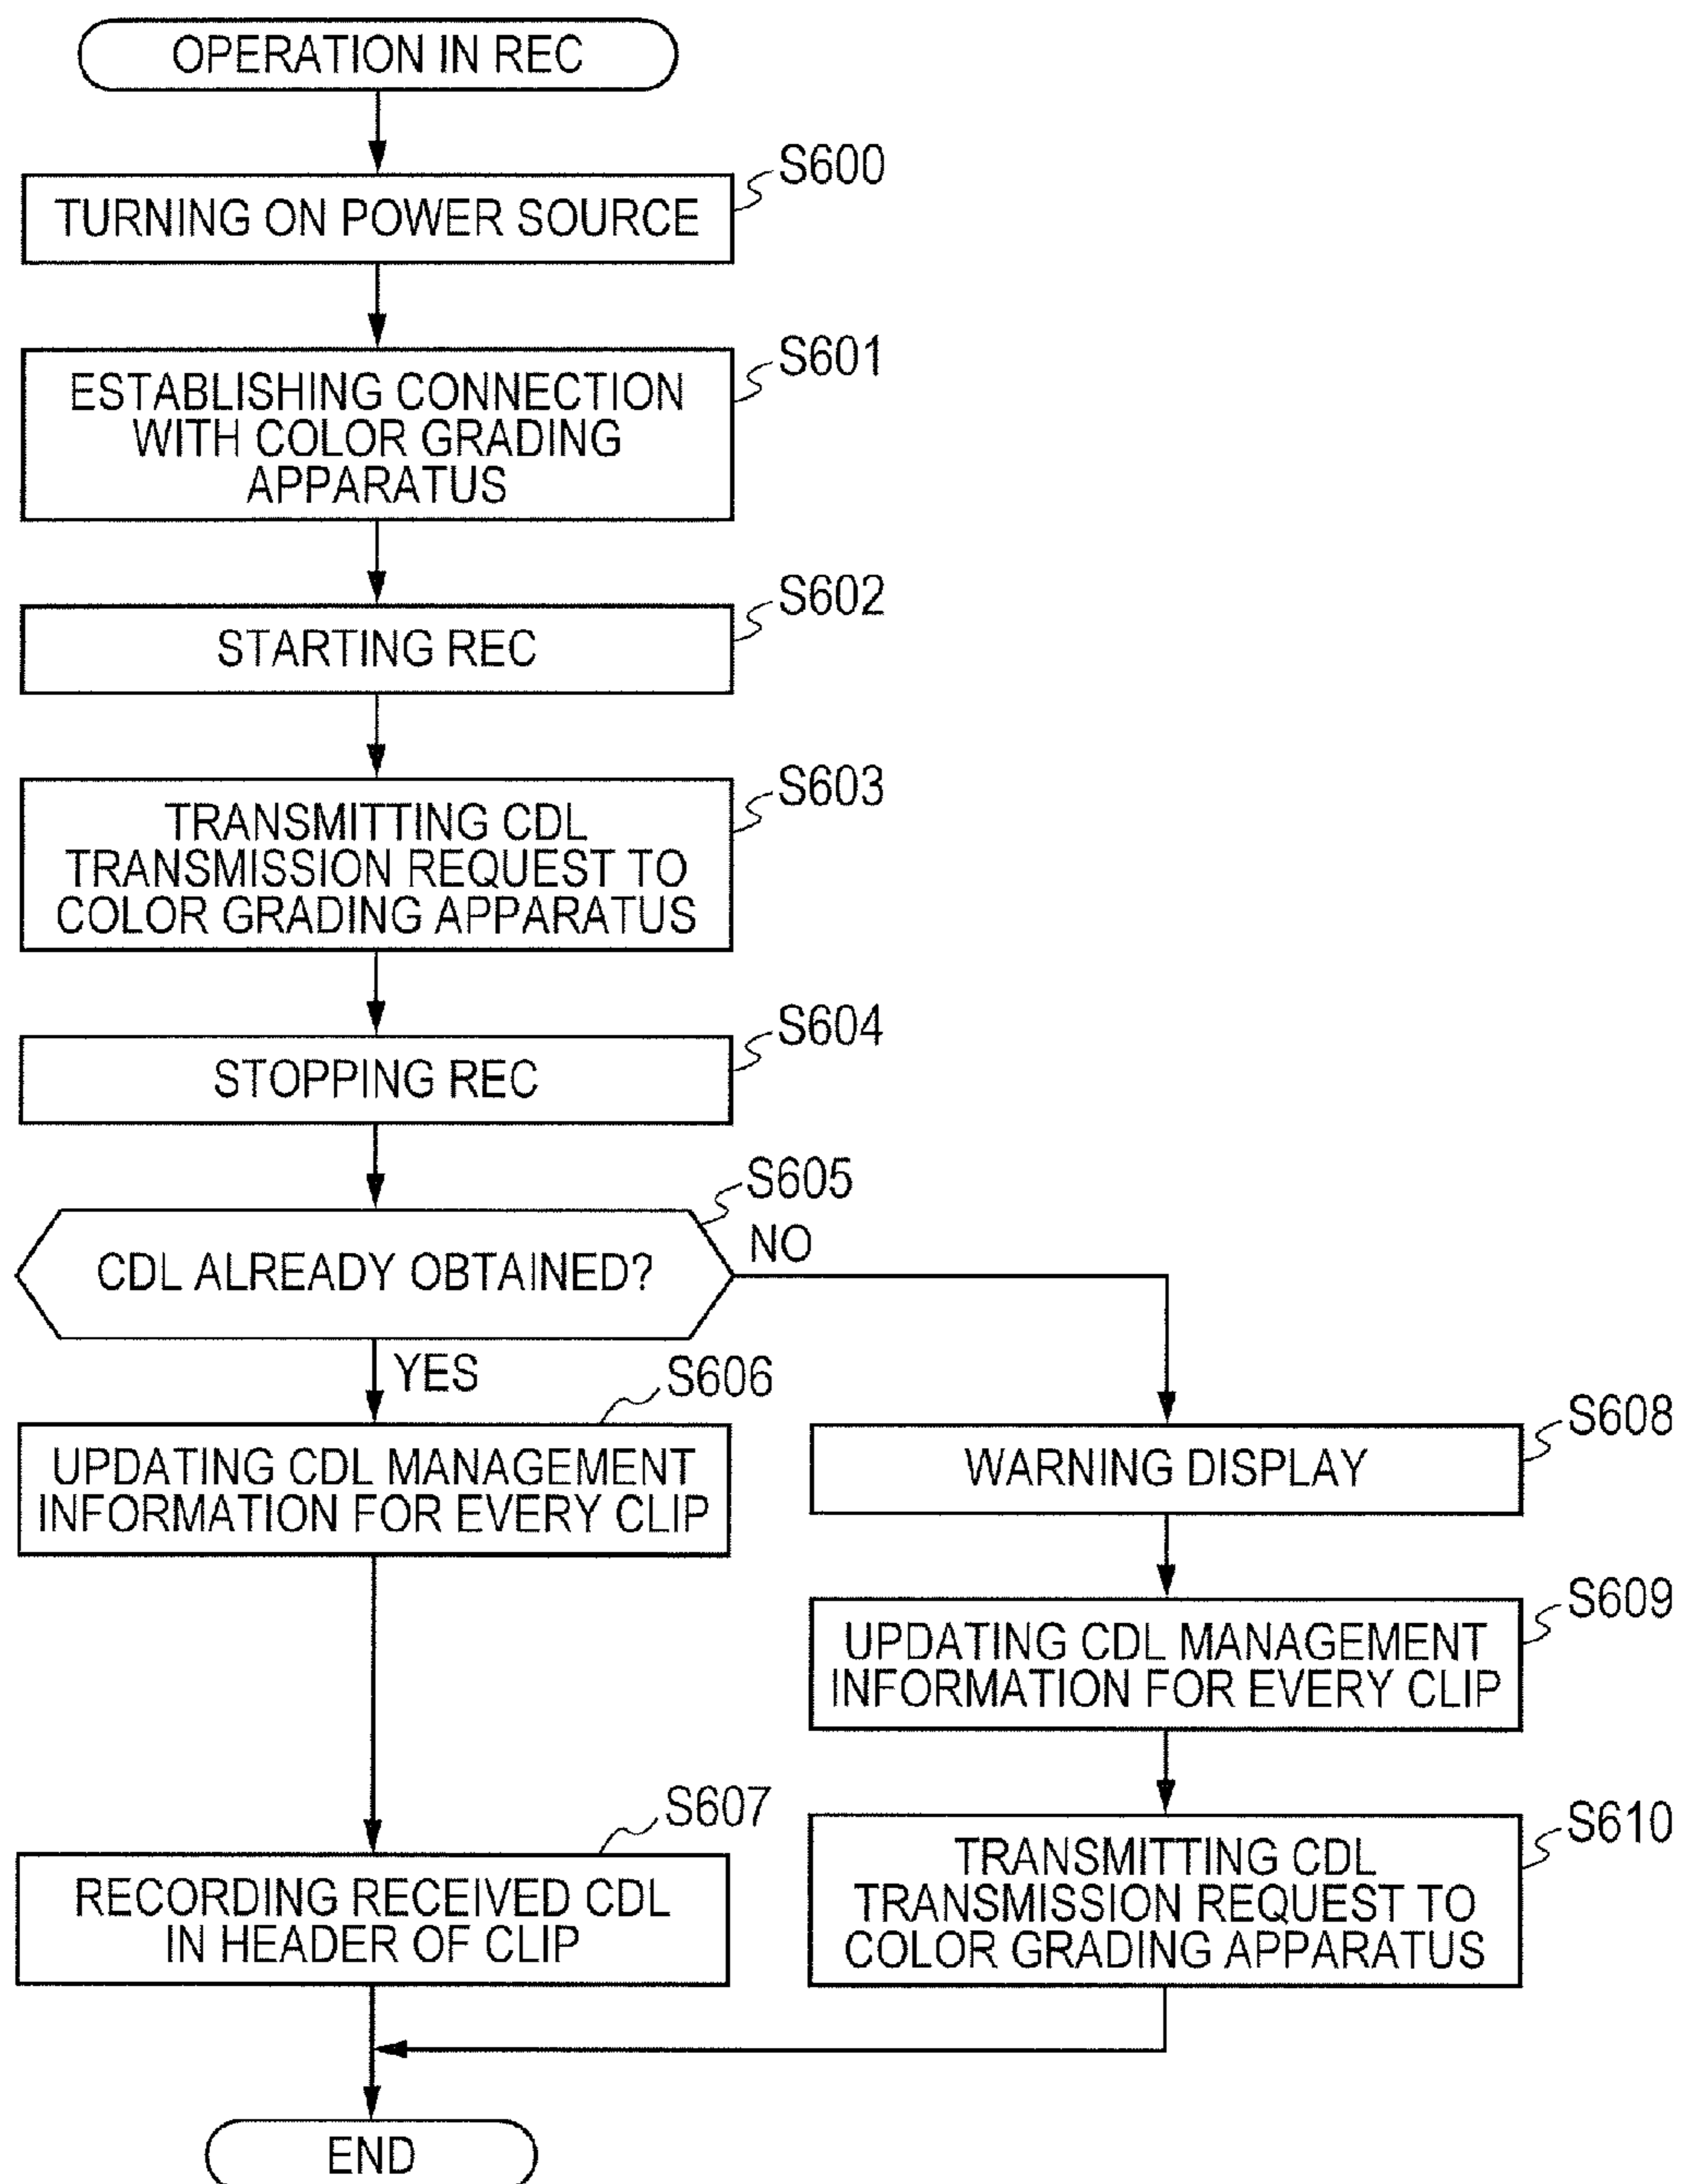 OPERATION IN REC
S600
TURNING ON POWER SOURCE
S601
ESTABLISHING CONNECTION
WITH COLOR GRADING
APPARATUS
S602
STARTING REC
S603
TRANSMITTING CDL
TRANSMISSION REQUEST TO
COLOR GRADING APPARATUS
S604
STOPPING REC
S605
CDL ALREADY OBTAINED?
NO
YES
S606
UPDATING CDL MANAGEMENT
INFORMATION FOR EVERY CLIP
S607
RECORDING RECEIVED CDL
IN HEADER OF CLIP
S608
WARNING DISPLAY
S609
UPDATING CDL MANAGEMENT
INFORMATION FOR EVERY CLIP
S610
TRANSMITTING CDL
TRANSMISSION REQUEST TO
COLOR GRADING APPARATUS
END